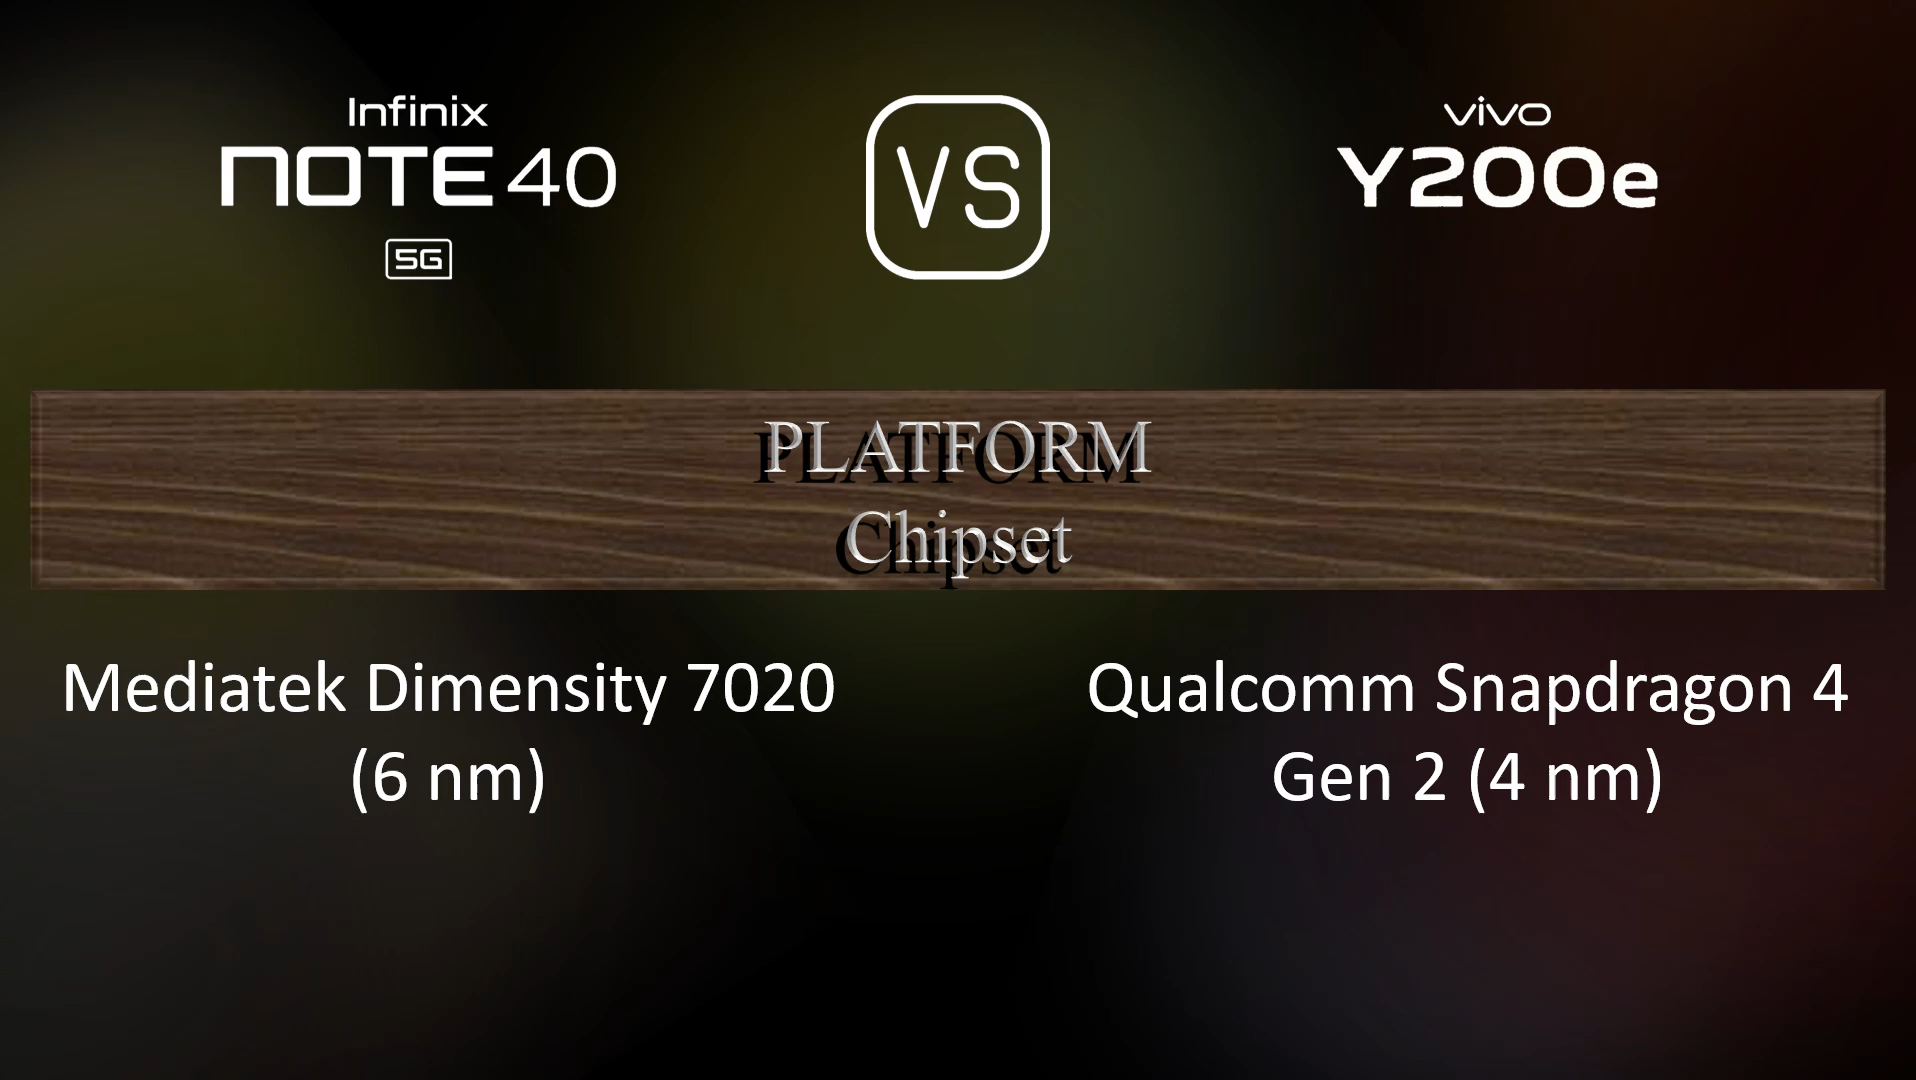 Infinix
NOTE 40
5G
VS
vivo
Y200e
PLATFORM
Chipset
Mediatek Dimensity 7020
(6 nm)
Qualcomm Snapdragon 4
Gen 2 (4 nm)